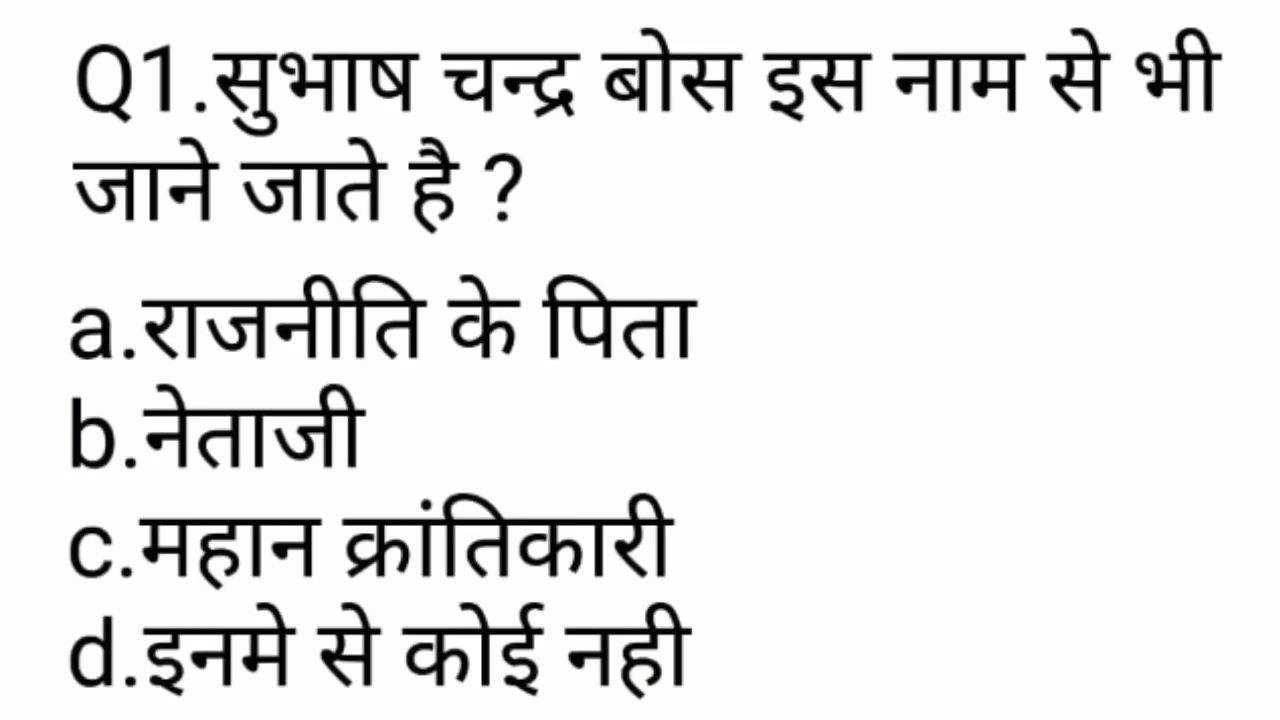 Q1.सुभाष चन्द्र बोस इस नाम से भी
जाने जाते है ?
a.राजनीति के पिता
b.नेताजी
c.महान क्रांतिकारी
d.इनमे से कोई नही